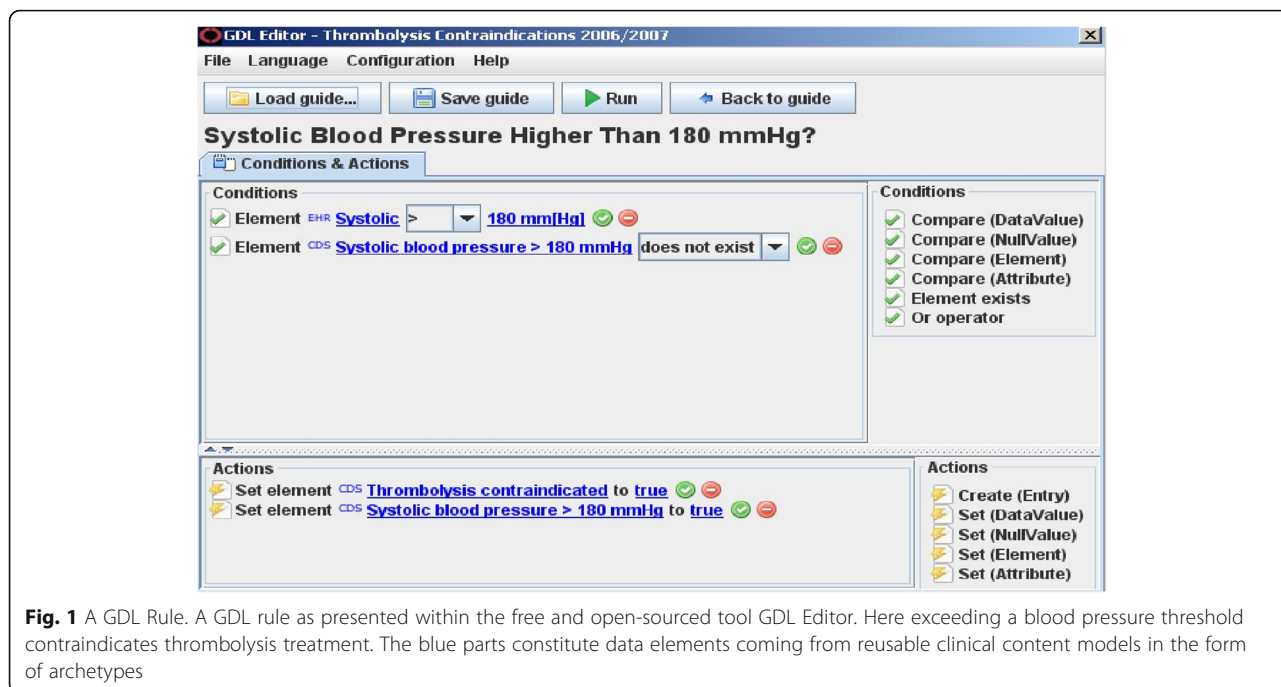 GDL Editor - Thrombolysis Contraindications 2006/2007
File Language Configuration Help
Load guide... Save guide Run Back to guide
Systolic Blood Pressure Higher Than 180 mmHg?
Conditions & Actions
Conditions
Element EHR Systolic > 180 mm[Hg]
Element CDS Systolic blood pressure > 180 mmHg does not exist
Conditions
Compare (DataValue)
Compare (NullValue)
Compare (Element)
Compare (Attribute)
Element exists
Or operator
Actions
Set element CDS Thrombolysis contraindicated to true
Set element CDS Systolic blood pressure > 180 mmHg to true
Actions
Create (Entry)
Set (DataValue)
Set (NullValue)
Set (Element)
Set (Attribute)
Fig. 1 A GDL Rule. A GDL rule as presented within the free and open-sourced tool GDL Editor. Here exceeding a blood pressure threshold
contraindicates thrombolysis treatment. The blue parts constitute data elements coming from reusable clinical content models in the form
of archetypes